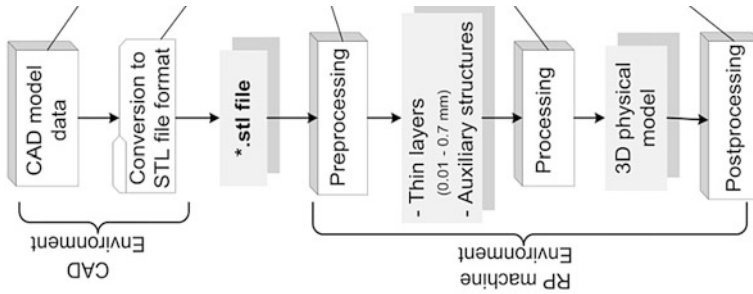 CAD model
data
Conversion to
STL file format
*.stl file
Preprocessing
- Thin layers
(0.01 - 0.7 mm)
- Auxiliary structures
Processing
3D physical
model
Postprocessing
CAD
Environment
RP machine
Environment